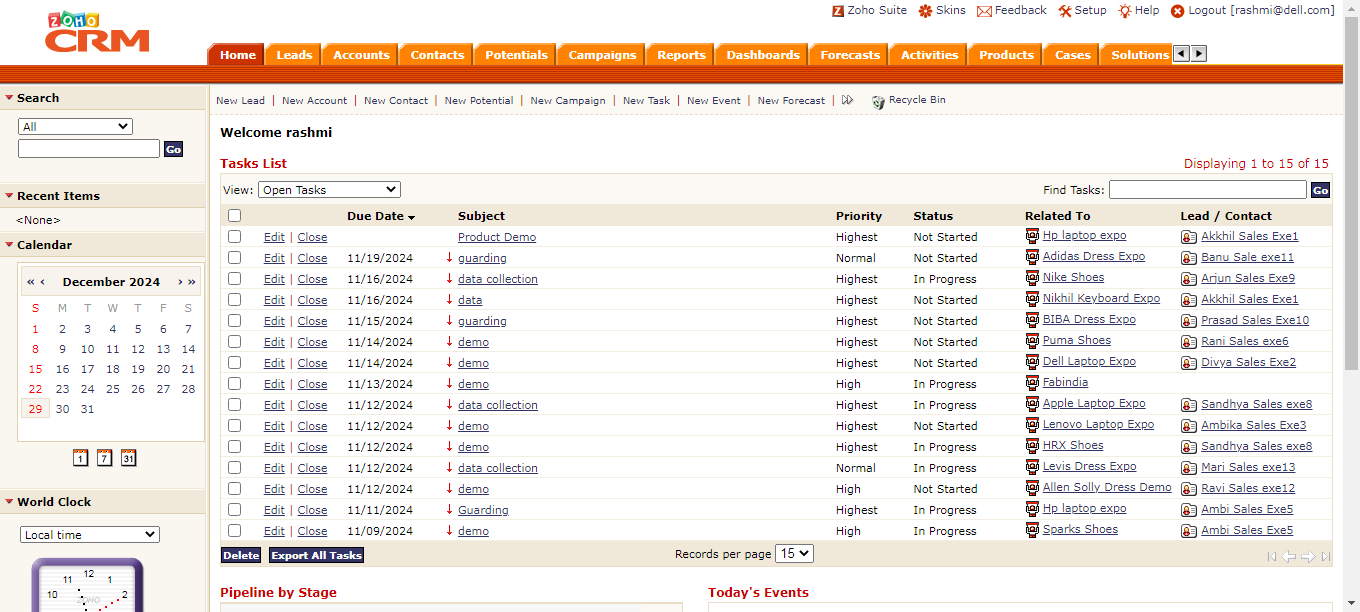 ZOHO
CRM
Zoho Suite Skins Feedback Setup Help Logout [rashmi@dell.com]
Home Leads Accounts Contacts Potentials Campaigns Reports Dashboards Forecasts Activities Products Cases Solutions
Search
All
Go
Recent Items
<None>
Calendar
« ‹ December 2024 › »
S M T W T F S
1 2 3 4 5 6 7
8 9 10 11 12 13 14
15 16 17 18 19 20 21
22 23 24 25 26 27 28
29 30 31
1 7 31
World Clock
Local time
11 12 1
10 2
ZOHO
New Lead | New Account | New Contact | New Potential | New Campaign | New Task | New Event | New Forecast | Recycle Bin
Welcome rashmi
Tasks List Displaying 1 to 15 of 15
View: Open Tasks Find Tasks: Go
Due Date Subject Priority Status Related To Lead / Contact
Edit | Close Product Demo Highest Not Started Hp laptop expo Akkhil Sales Exe1
Edit | Close 11/19/2024 ↓ guarding Normal Not Started Adidas Dress Expo Banu Sale exe11
Edit | Close 11/16/2024 ↓ data collection Highest In Progress Nike Shoes Arjun Sales Exe9
Edit | Close 11/16/2024 ↓ data Highest Not Started Nikhil Keyboard Expo Akkhil Sales Exe1
Edit | Close 11/15/2024 ↓ guarding Highest Not Started BIBA Dress Expo Prasad Sales Exe10
Edit | Close 11/14/2024 ↓ demo Highest Not Started Puma Shoes Rani Sales exe6
Edit | Close 11/14/2024 ↓ demo Highest Not Started Dell Laptop Expo Divya Sales Exe2
Edit | Close 11/13/2024 ↓ demo High In Progress Fabindia
Edit | Close 11/12/2024 ↓ data collection Highest In Progress Apple Laptop Expo Sandhya Sales exe8
Edit | Close 11/12/2024 ↓ demo Highest Not Started Lenovo Laptop Expo Ambika Sales Exe3
Edit | Close 11/12/2024 ↓ demo Highest In Progress HRX Shoes Sandhya Sales exe8
Edit | Close 11/12/2024 ↓ data collection Normal In Progress Levis Dress Expo Mari Sales exe13
Edit | Close 11/12/2024 ↓ demo High Not Started Allen Solly Dress Demo Ravi Sales exe12
Edit | Close 11/11/2024 ↓ Guarding Highest In Progress Hp laptop expo Ambi Sales Exe5
Edit | Close 11/09/2024 ↓ demo High In Progress Sparks Shoes Ambi Sales Exe5
Delete Export All Tasks Records per page 15
Pipeline by Stage Today's Events